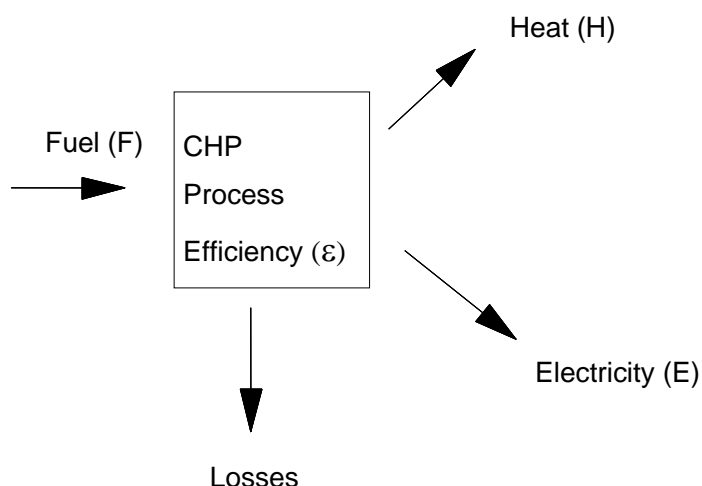 Heat (H)
Fuel (F)
CHP
Process
Efficiency (ε)
Electricity (E)
Losses